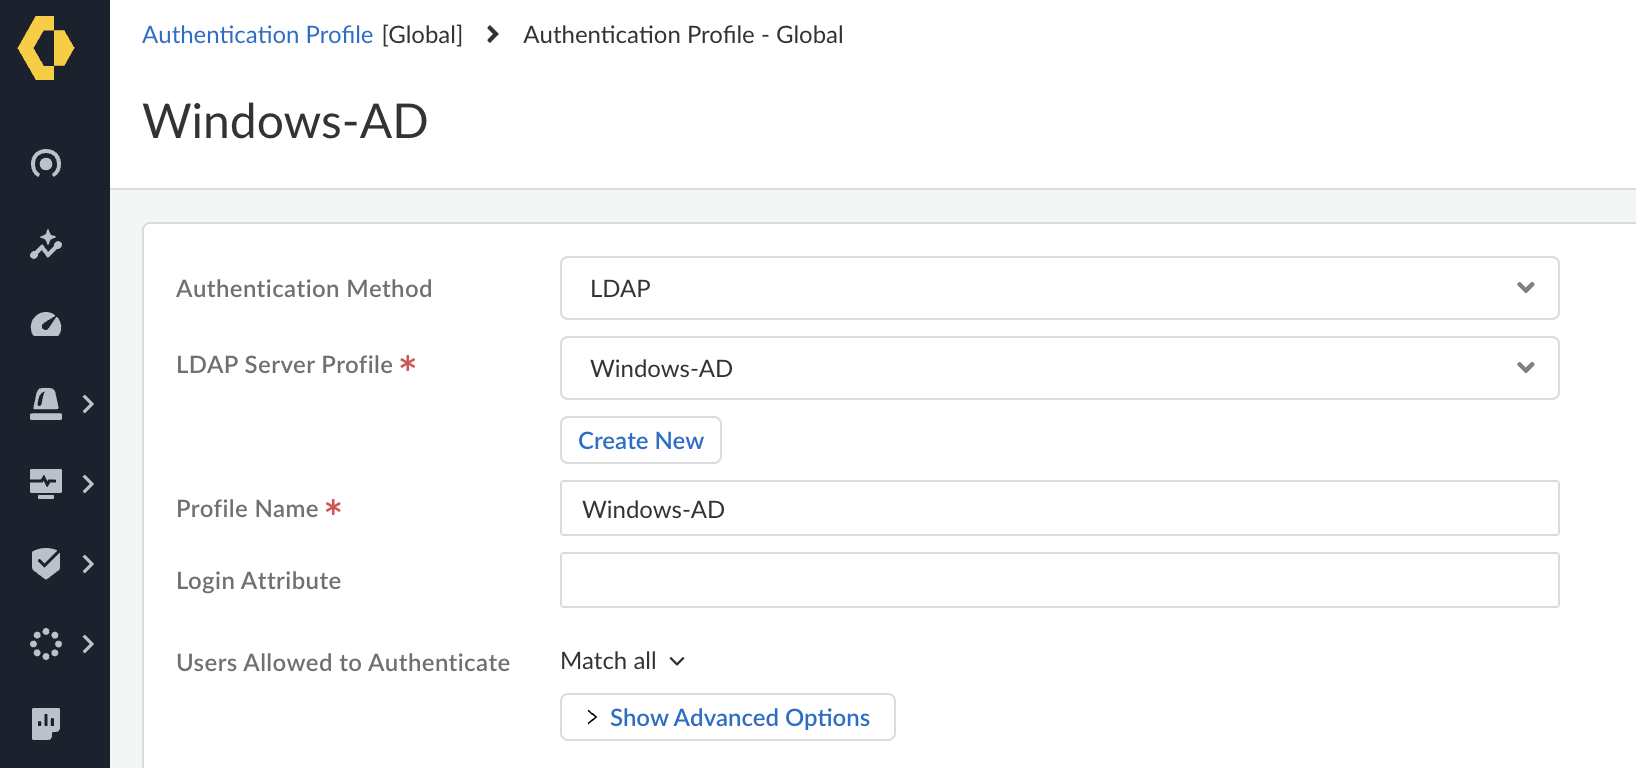 Authentication Profile [Global] > Authentication Profile - Global
Windows-AD
Authentication Method LDAP
LDAP Server Profile * Windows-AD
Create New
Profile Name * Windows-AD
Login Attribute
Users Allowed to Authenticate Match all
> Show Advanced Options